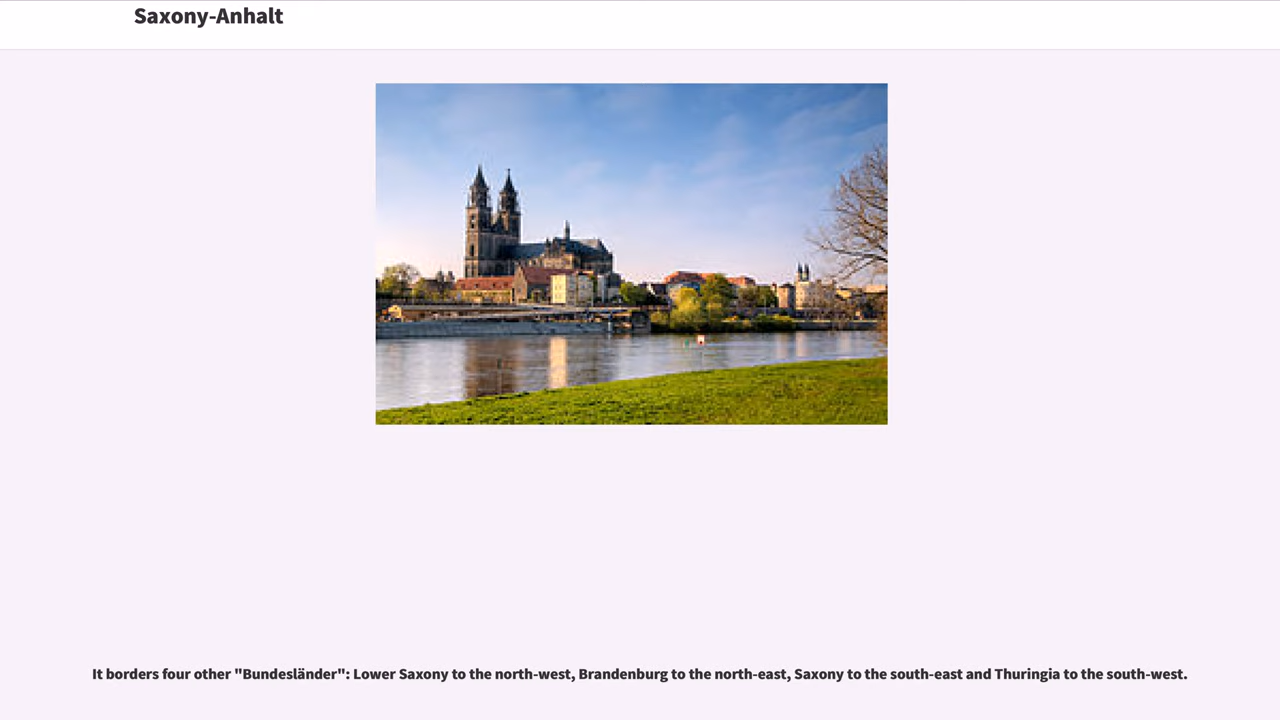 Saxony-Anhalt
It borders four other "Bundesländer": Lower Saxony to the north-west, Brandenburg to the north-east, Saxony to the south-east and Thuringia to the south-west.